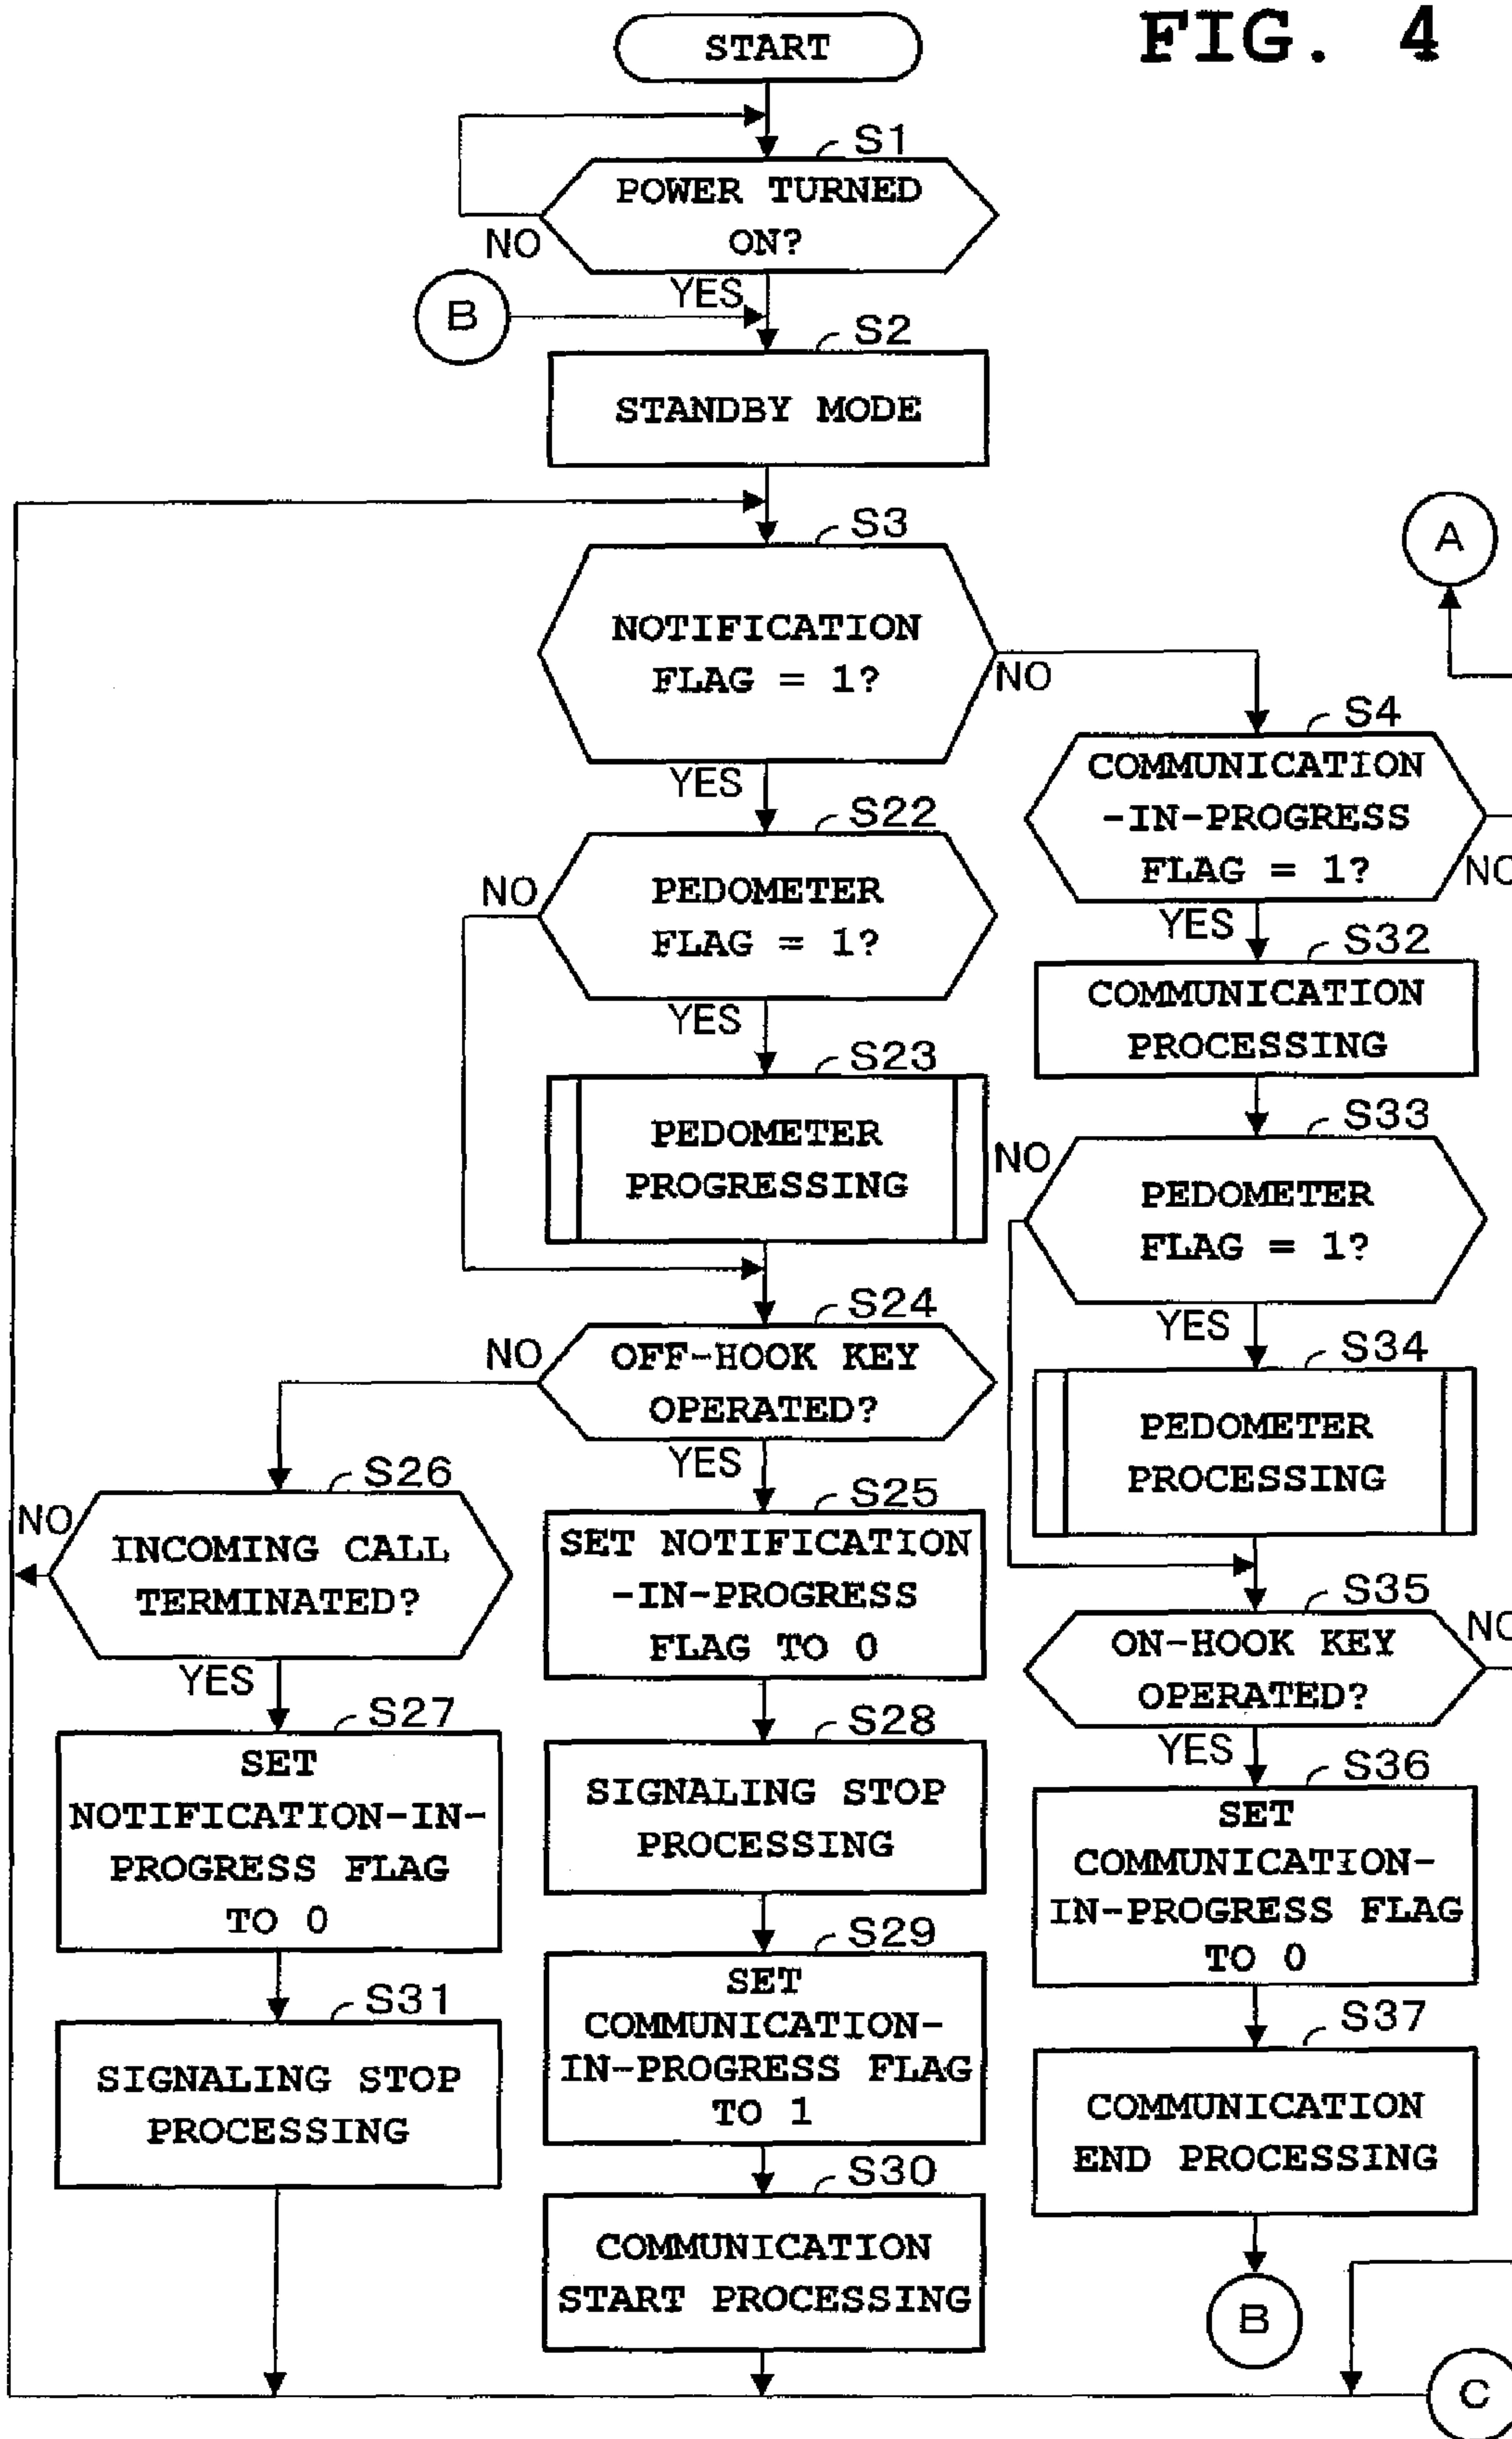 FIG. 4
START
S1
POWER TURNED
ON?
NO
YES
B
S2
STANDBY MODE
S3
NOTIFICATION
FLAG = 1?
NO
YES
A
S4
COMMUNICATION
-IN-PROGRESS
FLAG = 1?
NO
YES
S22
PEDOMETER
FLAG = 1?
NO
YES
S32
COMMUNICATION
PROCESSING
S23
PEDOMETER
PROGRESSING
S33
PEDOMETER
FLAG = 1?
NO
YES
S24
OFF-HOOK KEY
OPERATED?
NO
YES
S34
PEDOMETER
PROCESSING
S26
INCOMING CALL
TERMINATED?
NO
YES
S25
SET NOTIFICATION
-IN-PROGRESS
FLAG TO 0
S35
ON-HOOK KEY
OPERATED?
NO
YES
S27
SET
NOTIFICATION-IN-
PROGRESS FLAG
TO 0
S28
SIGNALING STOP
PROCESSING
S36
SET
COMMUNICATION-
IN-PROGRESS FLAG
TO 0
S31
SIGNALING STOP
PROCESSING
S29
SET
COMMUNICATION-
IN-PROGRESS FLAG
TO 1
S37
COMMUNICATION
END PROCESSING
S30
COMMUNICATION
START PROCESSING
B
C